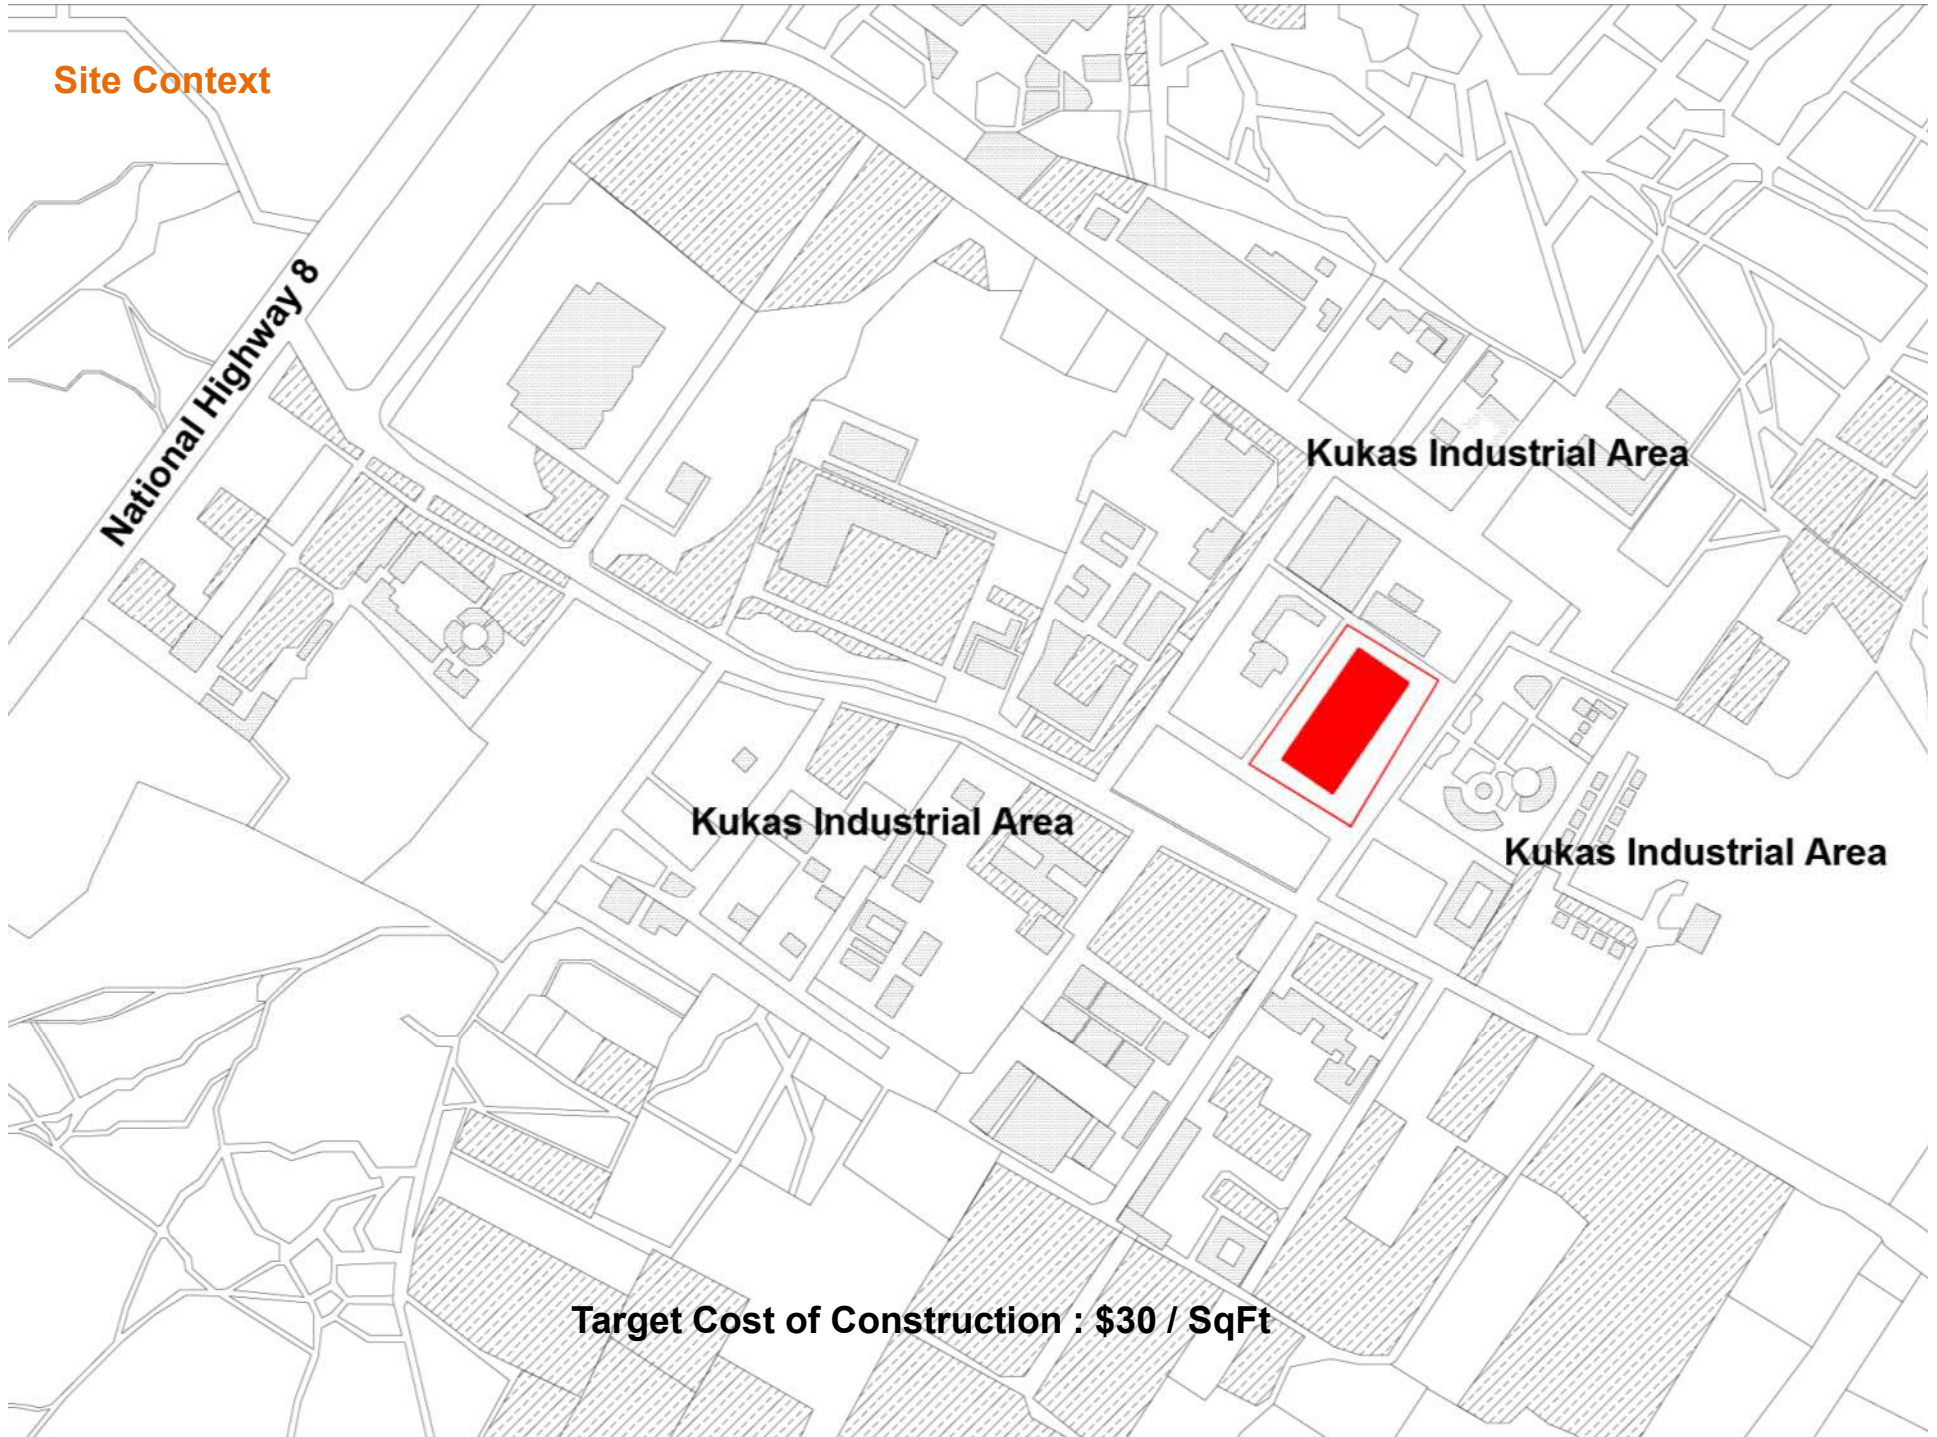 Site Context
National Highway 8
Kukas Industrial Area
Kukas Industrial Area
Kukas Industrial Area
Target Cost of Construction : $30 / SqFt